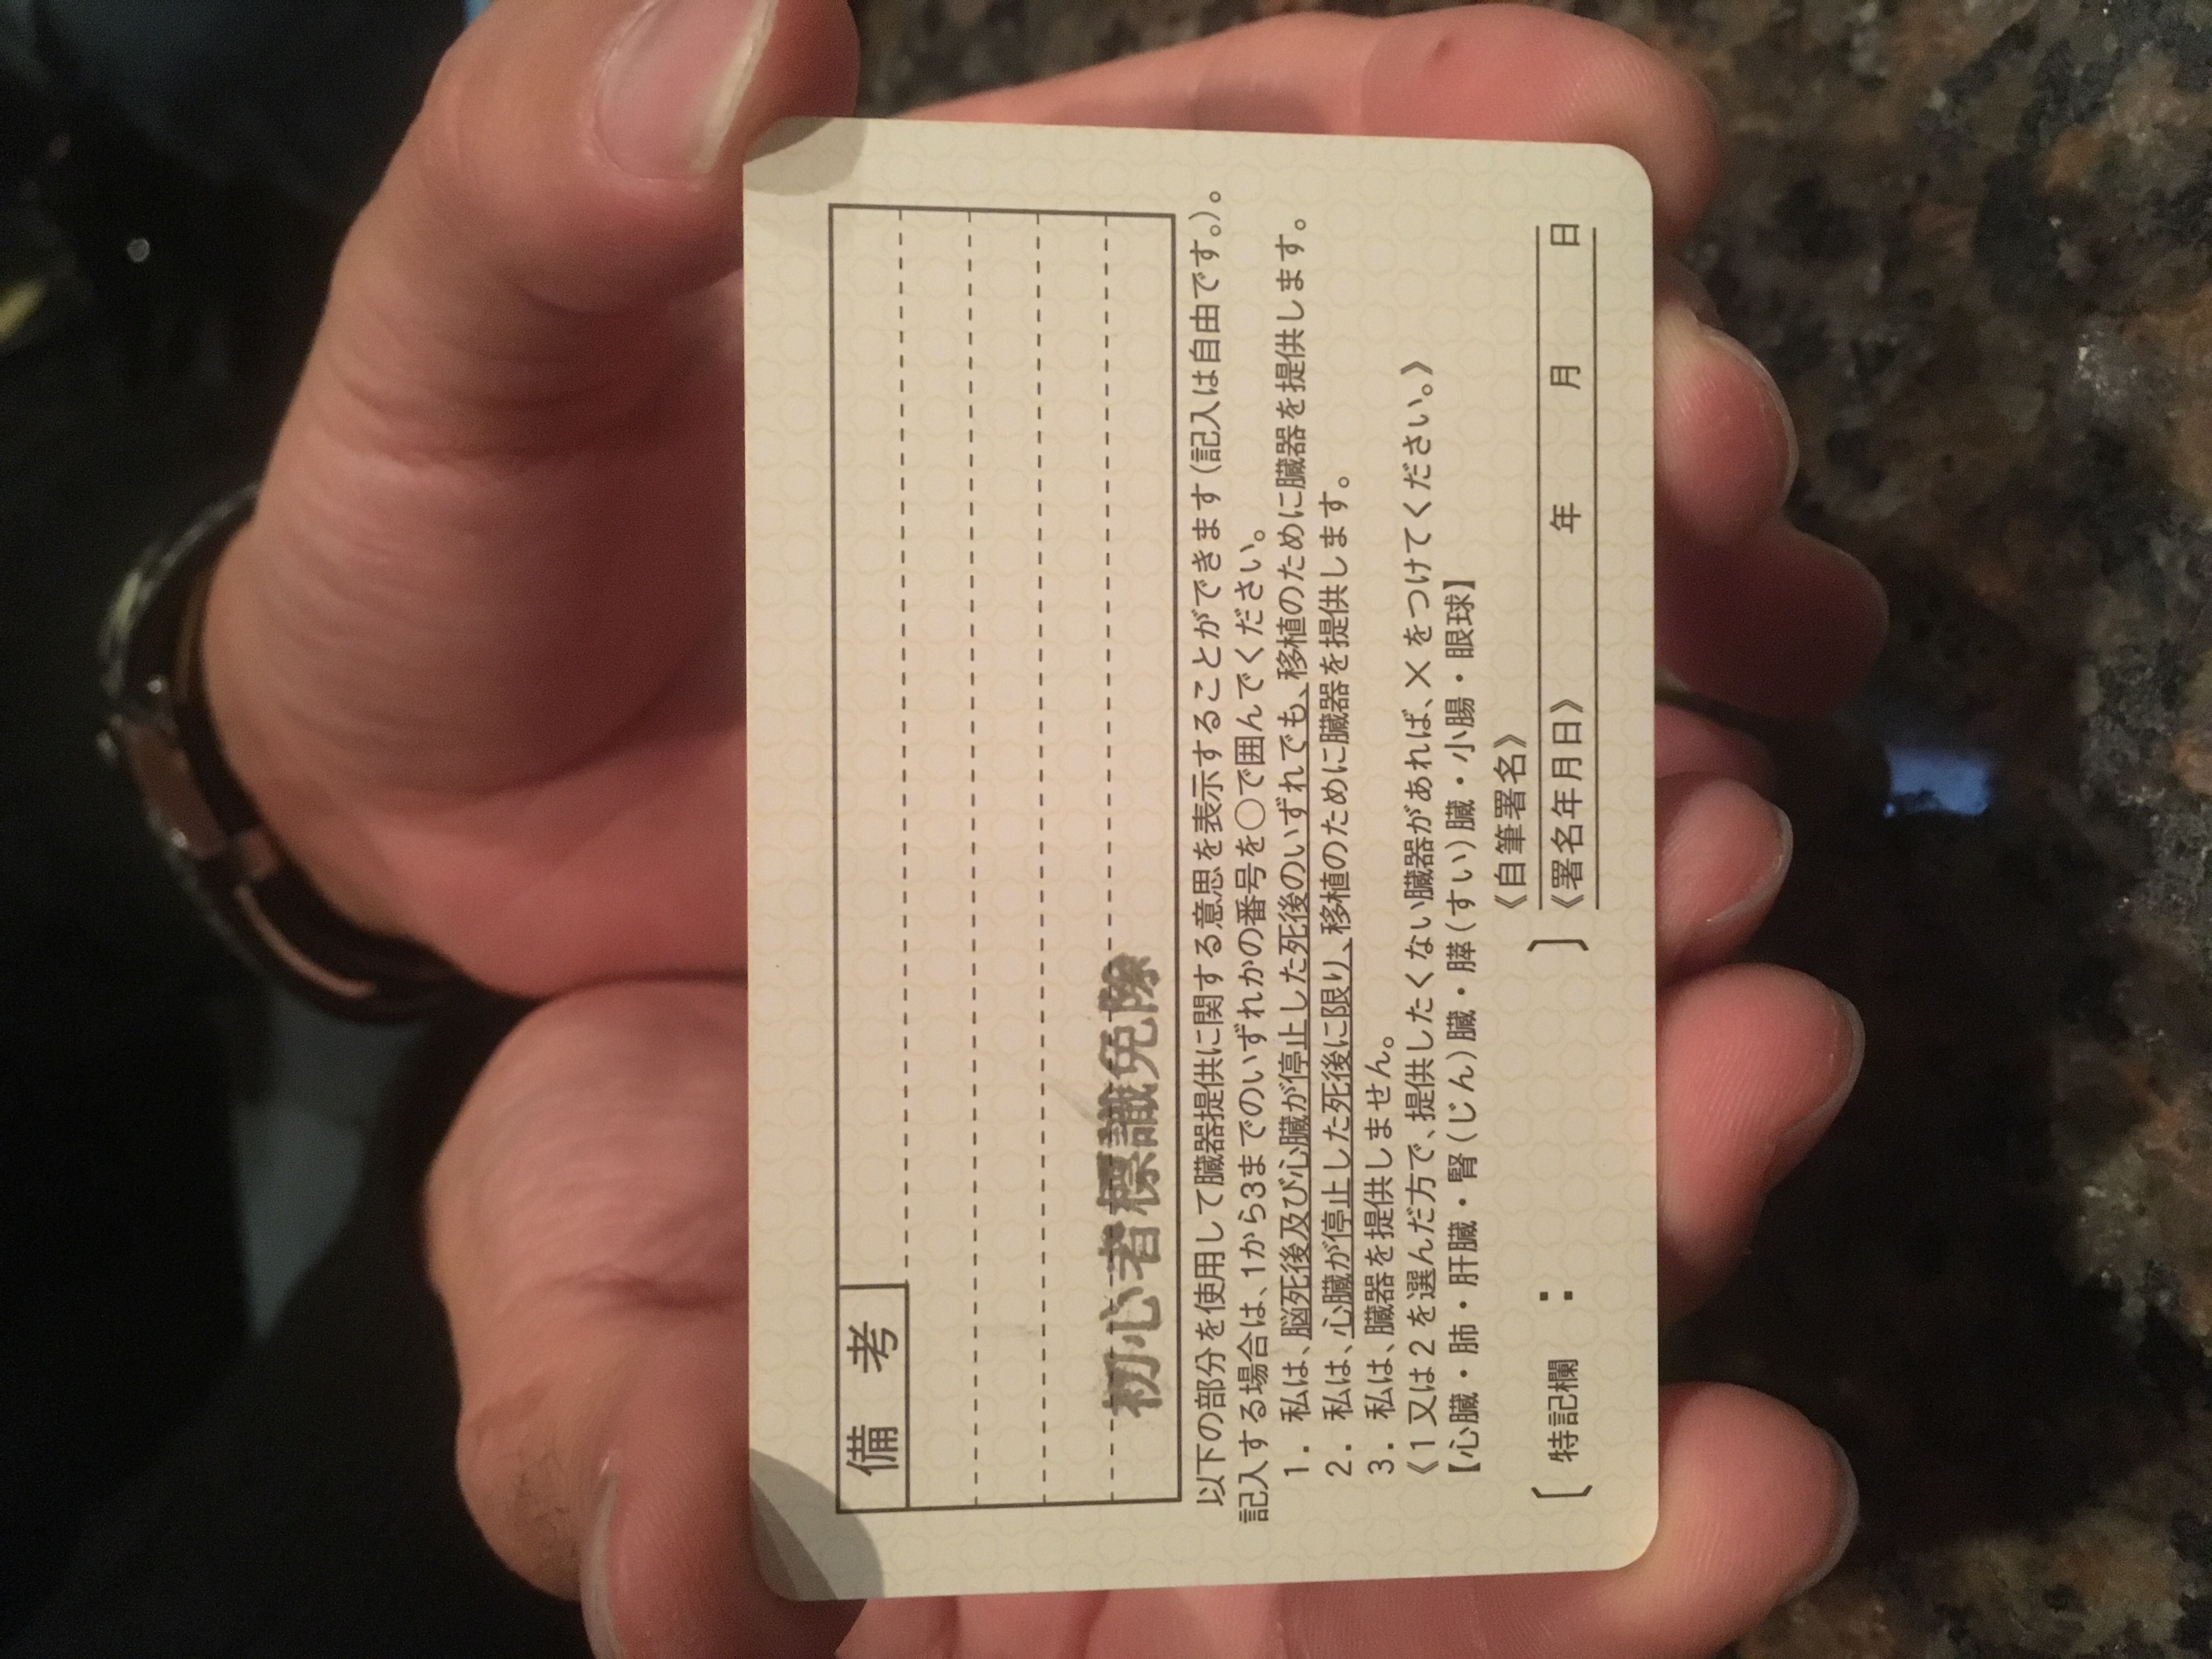 備 考
初心者標識免除
以下の部分を使用して臓器提供に関する意思を表示することができます(記入は自由です。)。
記入する場合は、1から3までのいずれかの番号を○で囲んでください。
1. 私は、脳死後及び心臓が停止した死後のいずれでも、移植のために臓器を提供します。
2. 私は、心臓が停止した死後に限り、移植のために臓器を提供します。
3. 私は、臓器を提供しません。
《1又は2を選んだ方で、提供したくない臓器があれば、×をつけてください。》
【心臓・肺・肝臓・腎(じん)臓・膵(すい)臓・小腸・眼球】
〔特記欄 : 〕
《自筆署名》
《署名年月日》 年 月 日